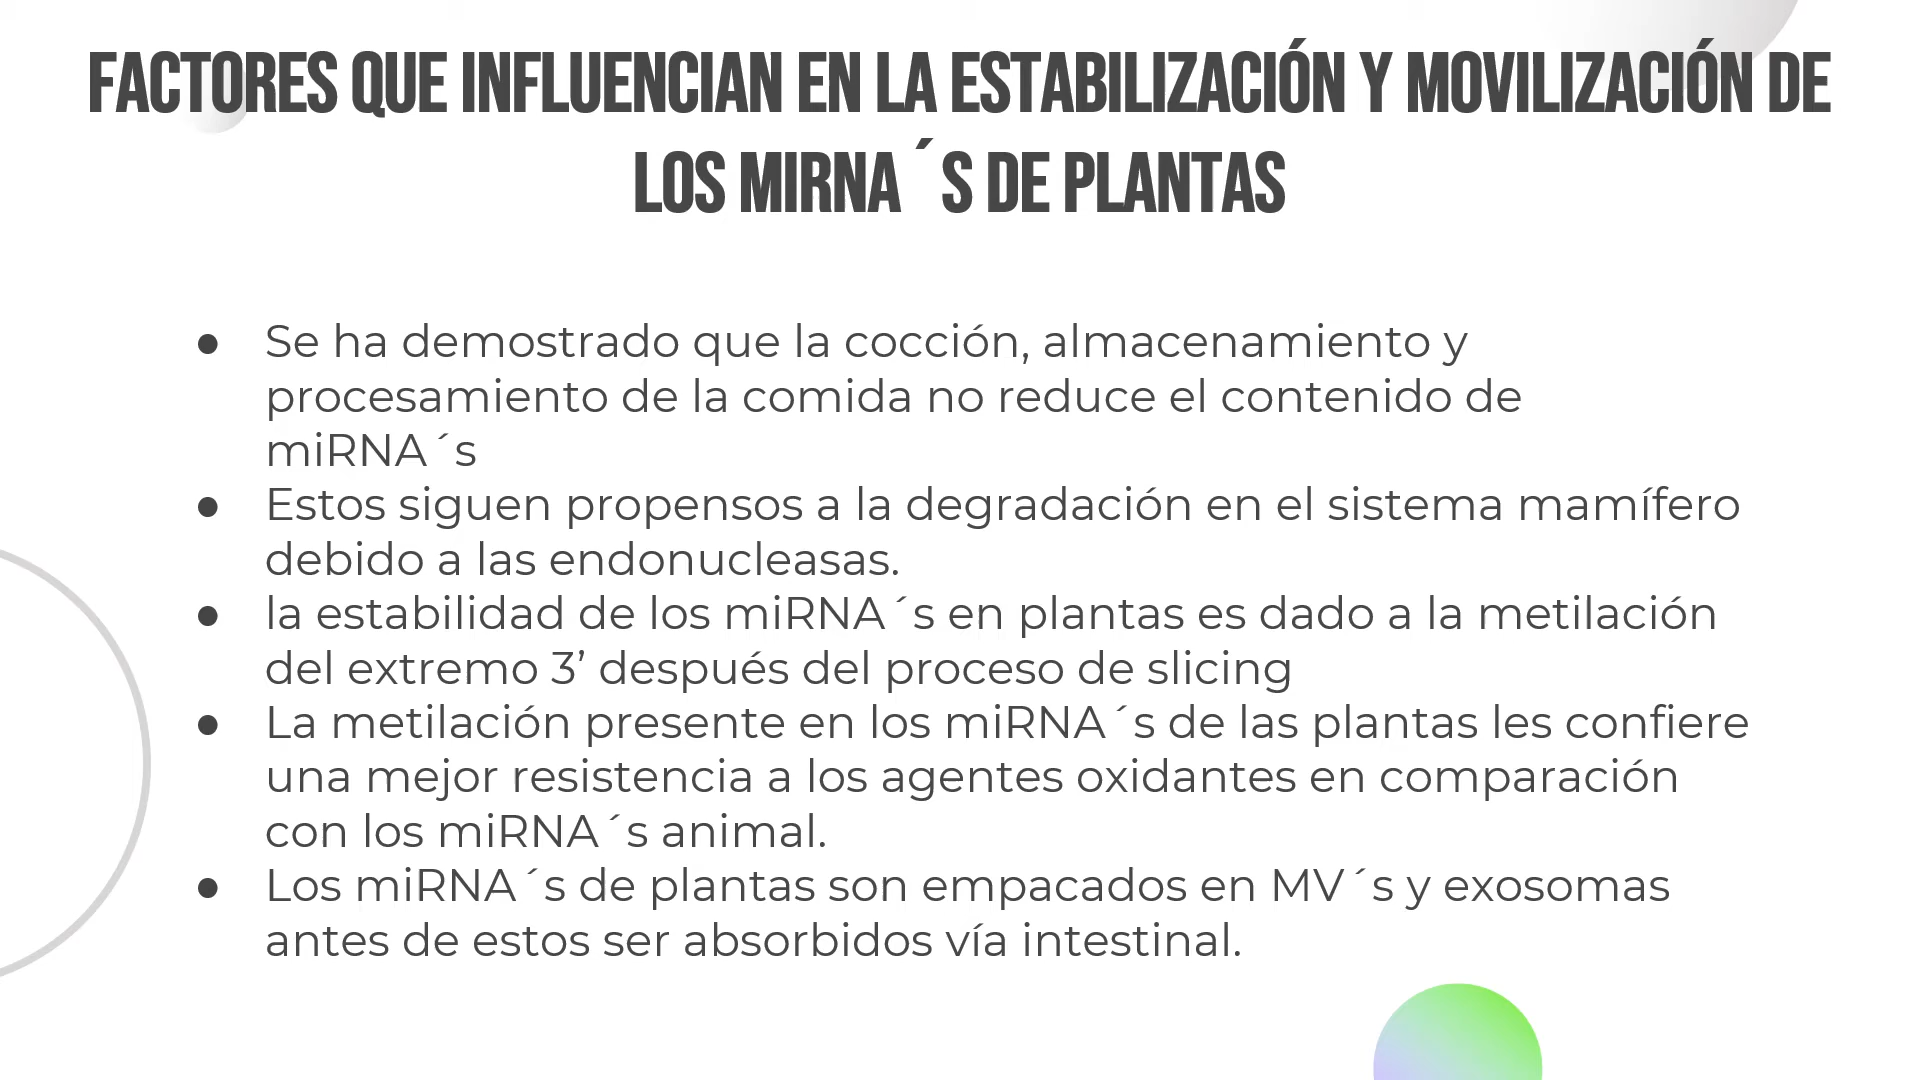 FACTORES QUE INFLUENCIAN EN LA ESTABILIZACIÓN Y MOVILIZACIÓN DE
LOS MIRNA´S DE PLANTAS
● Se ha demostrado que la cocción, almacenamiento y
procesamiento de la comida no reduce el contenido de
miRNA´s
● Estos siguen propensos a la degradación en el sistema mamífero
debido a las endonucleasas.
● la estabilidad de los miRNA´s en plantas es dado a la metilación
del extremo 3’ después del proceso de slicing
● La metilación presente en los miRNA´s de las plantas les confiere
una mejor resistencia a los agentes oxidantes en comparación
con los miRNA´s animal.
● Los miRNA´s de plantas son empacados en MV´s y exosomas
antes de estos ser absorbidos vía intestinal.